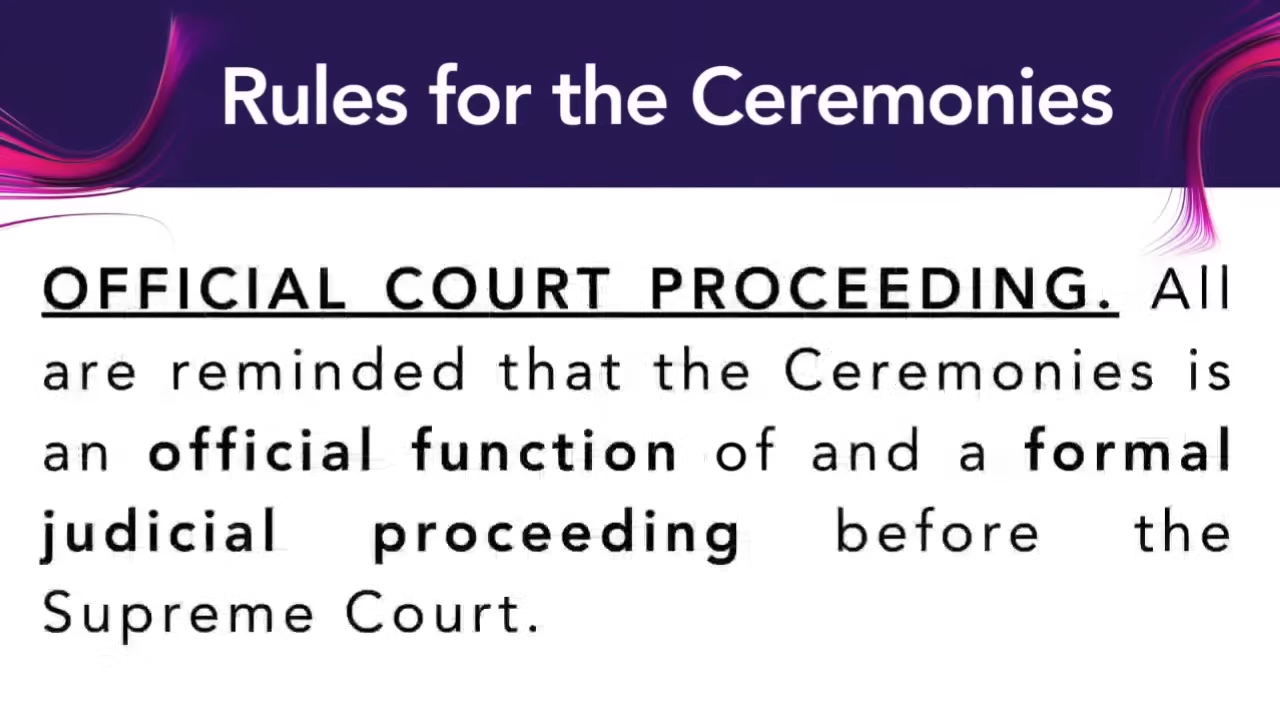 Rules for the Ceremonies
OFFICIAL COURT PROCEEDING. All
are reminded that the Ceremonies is
an official function of and a formal
judicial proceeding before the
Supreme Court.